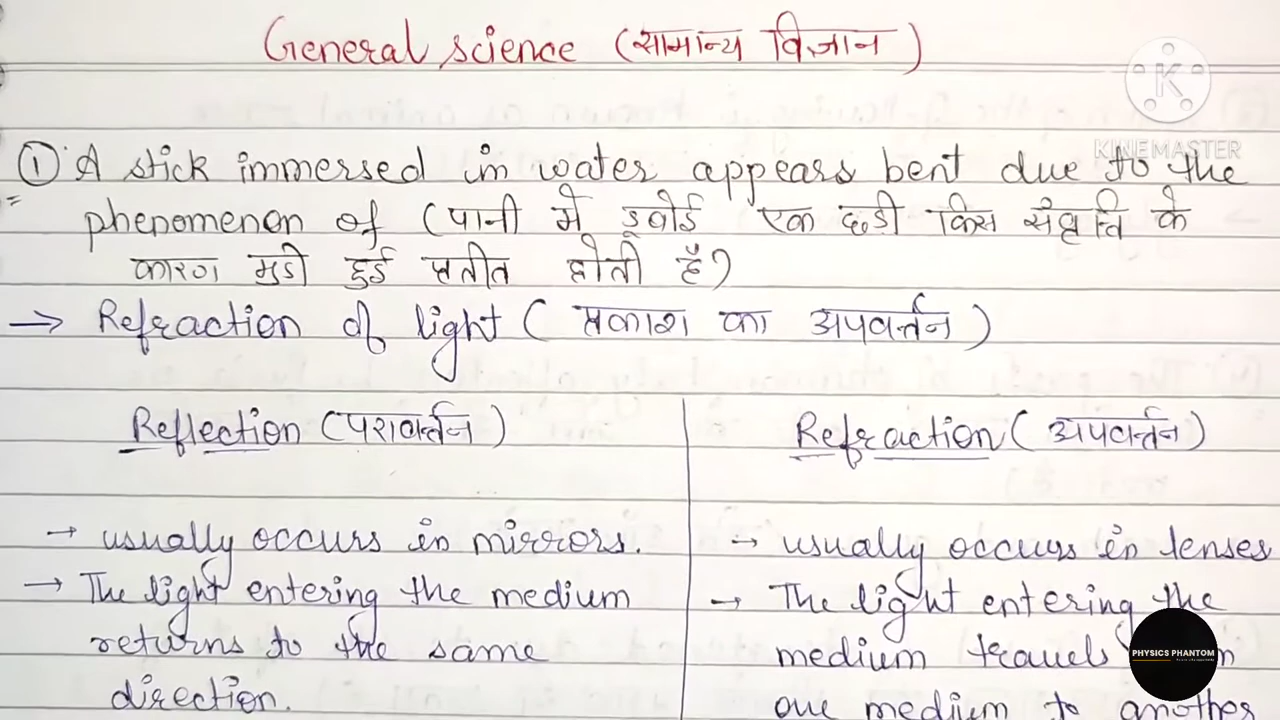 General science (सामान्य विज्ञान)
KINEMASTER
① A stick immersed in water appears bent due to the
phenomenon of (पानी में डूबोई एक छडी किस संवृत्ति के
कारण मुडी हुई प्रतीत होती है?)
→ Refraction of light (प्रकाश का अपवर्त्तन)
Reflection (परावर्त्तन)
→ usually occurs in mirrors.
→ The light entering the medium
returns to the same
direction.
Refraction (अपवर्त्तन)
→ usually occurs in lenses
→ The light entering the
medium travels
one medium to another
PHYSICS PHANTOM